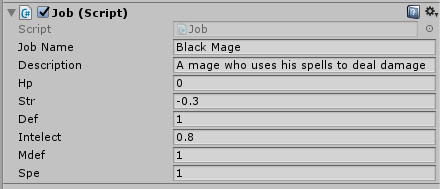 Job (Script)
Script Job
Job Name Black Mage
Description A mage who uses his spells to deal damage
Hp 0
Str -0.3
Def 1
Intelect 0.8
Mdef 1
Spe 1